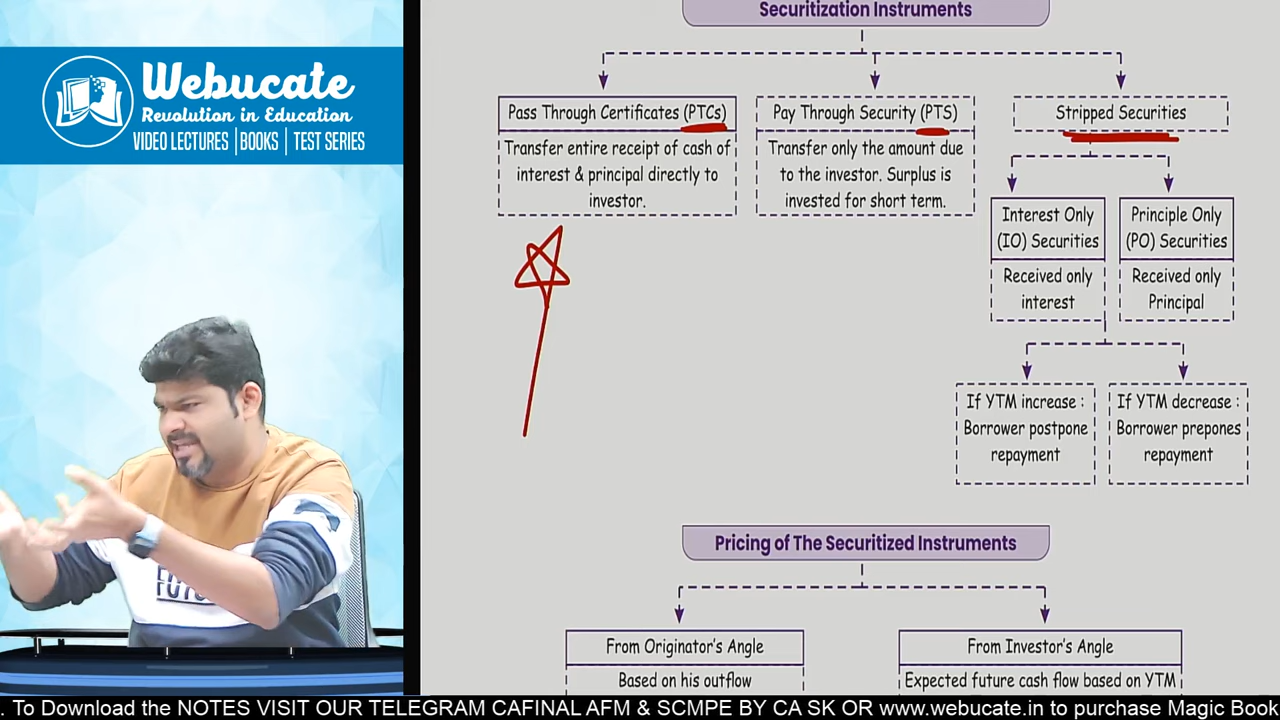 Webucate
Revolution in Education
VIDEO LECTURES | BOOKS | TEST SERIES
Securitization Instruments
Pass Through Certificates (PTCs)
Transfer entire receipt of cash of
interest & principal directly to
investor.
Pay Through Security (PTS)
Transfer only the amount due
to the investor. Surplus is
invested for short term.
Stripped Securities
Interest Only
(IO) Securities
Received only
interest
Principle Only
(PO) Securities
Received only
Principal
If YTM increase :
Borrower postpone
repayment
If YTM decrease :
Borrower prepones
repayment
Pricing of The Securitized Instruments
From Originator's Angle
Based on his outflow
From Investor's Angle
Expected future cash flow based on YTM
. To Download the NOTES VISIT OUR TELEGRAM CAFINAL AFM & SCMPE BY CA SK OR www.webucate.in to purchase Magic Book